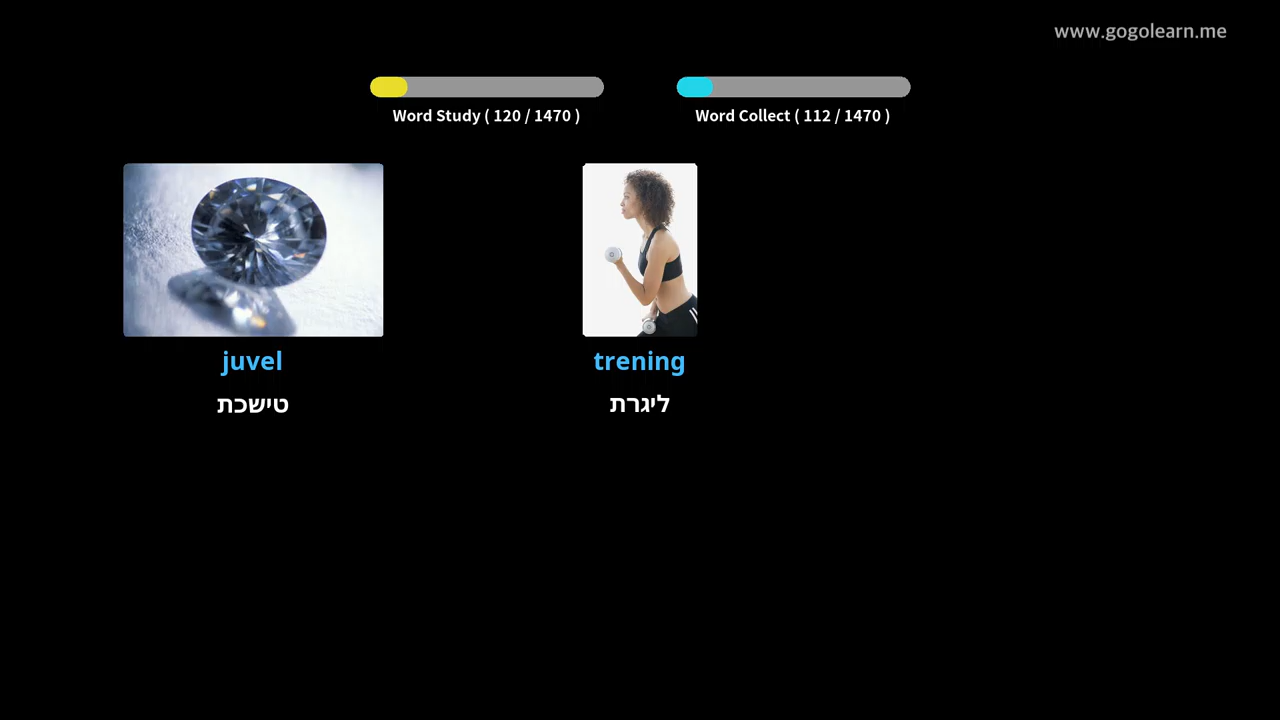 www.gogolearn.me
Word Study ( 120 / 1470 )
Word Collect ( 112 / 1470 )
juvel
טישכת
trening
ליגרת